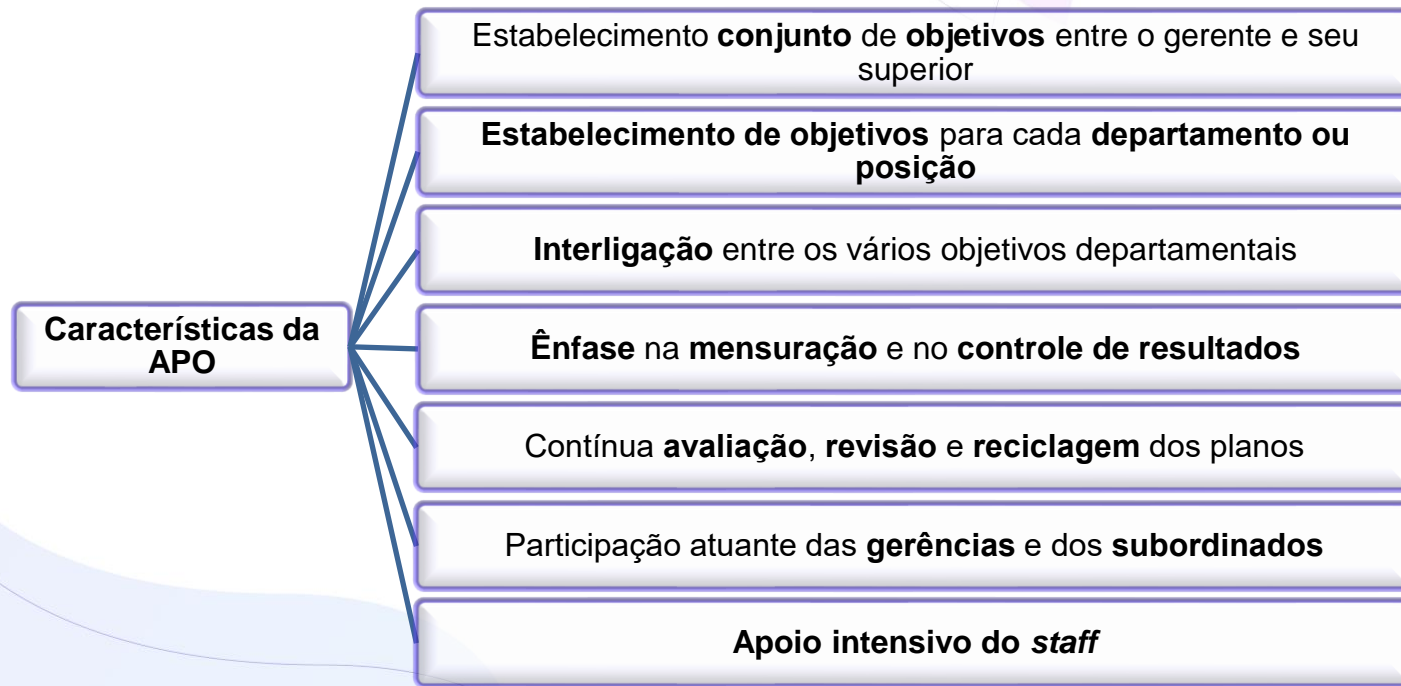 Estabelecimento conjunto de objetivos entre o gerente e seu
superior
Estabelecimento de objetivos para cada departamento ou
posição
Interligação entre os vários objetivos departamentais
Características da
APO
Ênfase na mensuração e no controle de resultados
Contínua avaliação, revisão e reciclagem dos planos
Participação atuante das gerências e dos subordinados
Apoio intensivo do staff